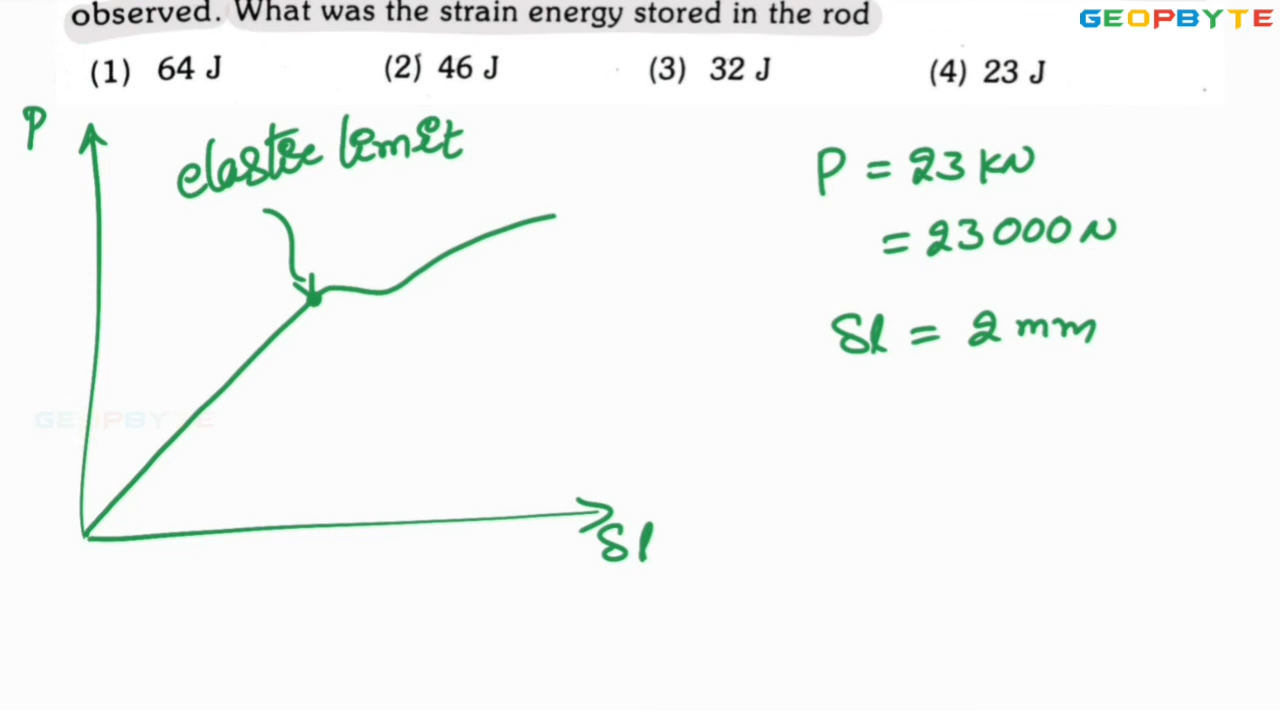 observed. What was the strain energy stored in the rod
GEOPBYTE
(1) 64 J (2) 46 J (3) 32 J (4) 23 J
P
elastic limit
P = 23 kN
= 23000 N
δl = 2 mm
GEOPBYTE
δl